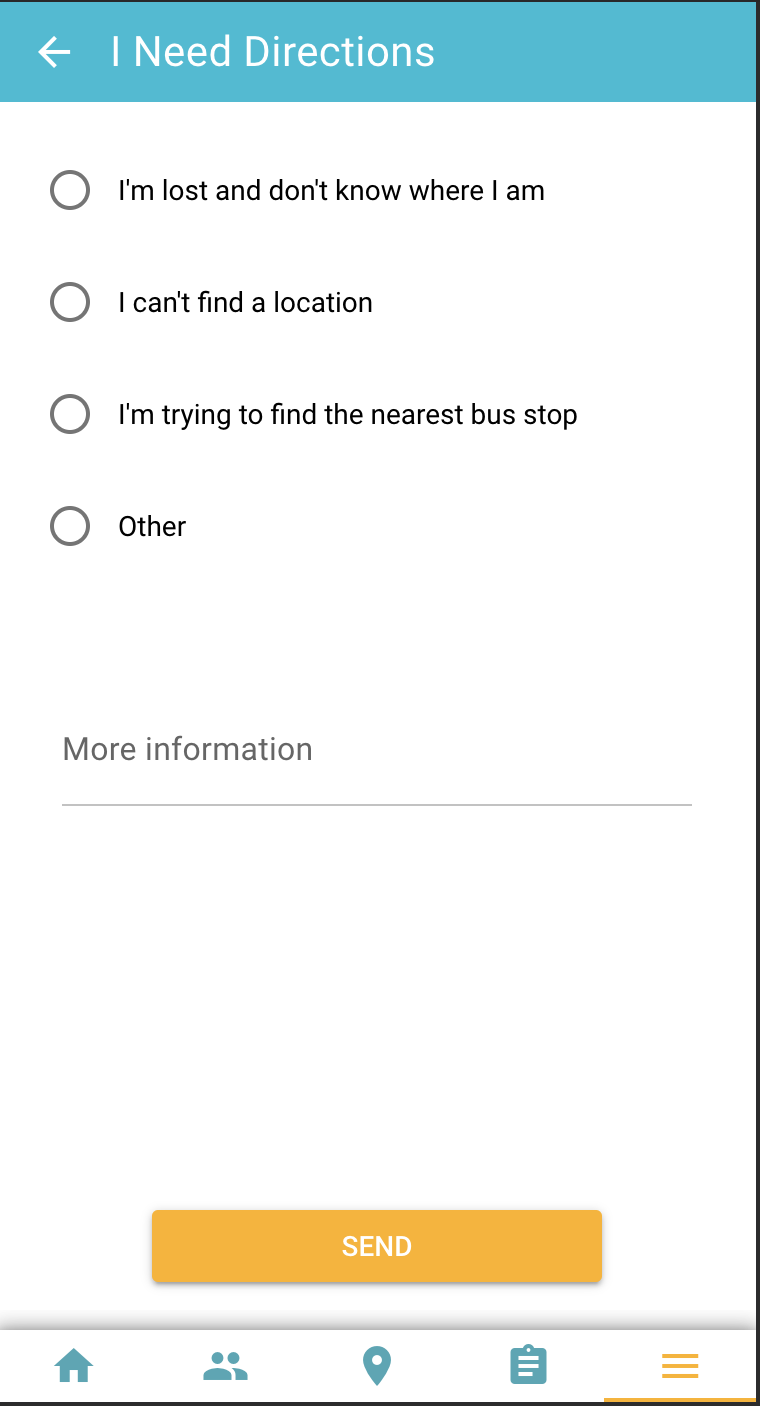 I Need Directions
I'm lost and don't know where I am
I can't find a location
I'm trying to find the nearest bus stop
Other
More information
SEND